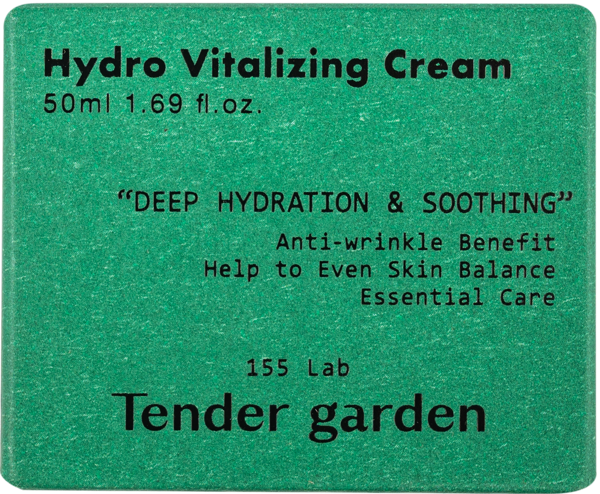 Hydro Vitalizing Cream
50ml 1.69 fl.oz.
“DEEP HYDRATION & SOOTHING”
Anti-wrinkle Benefit
Help to Even Skin Balance
Essential Care
155 Lab
Tender garden